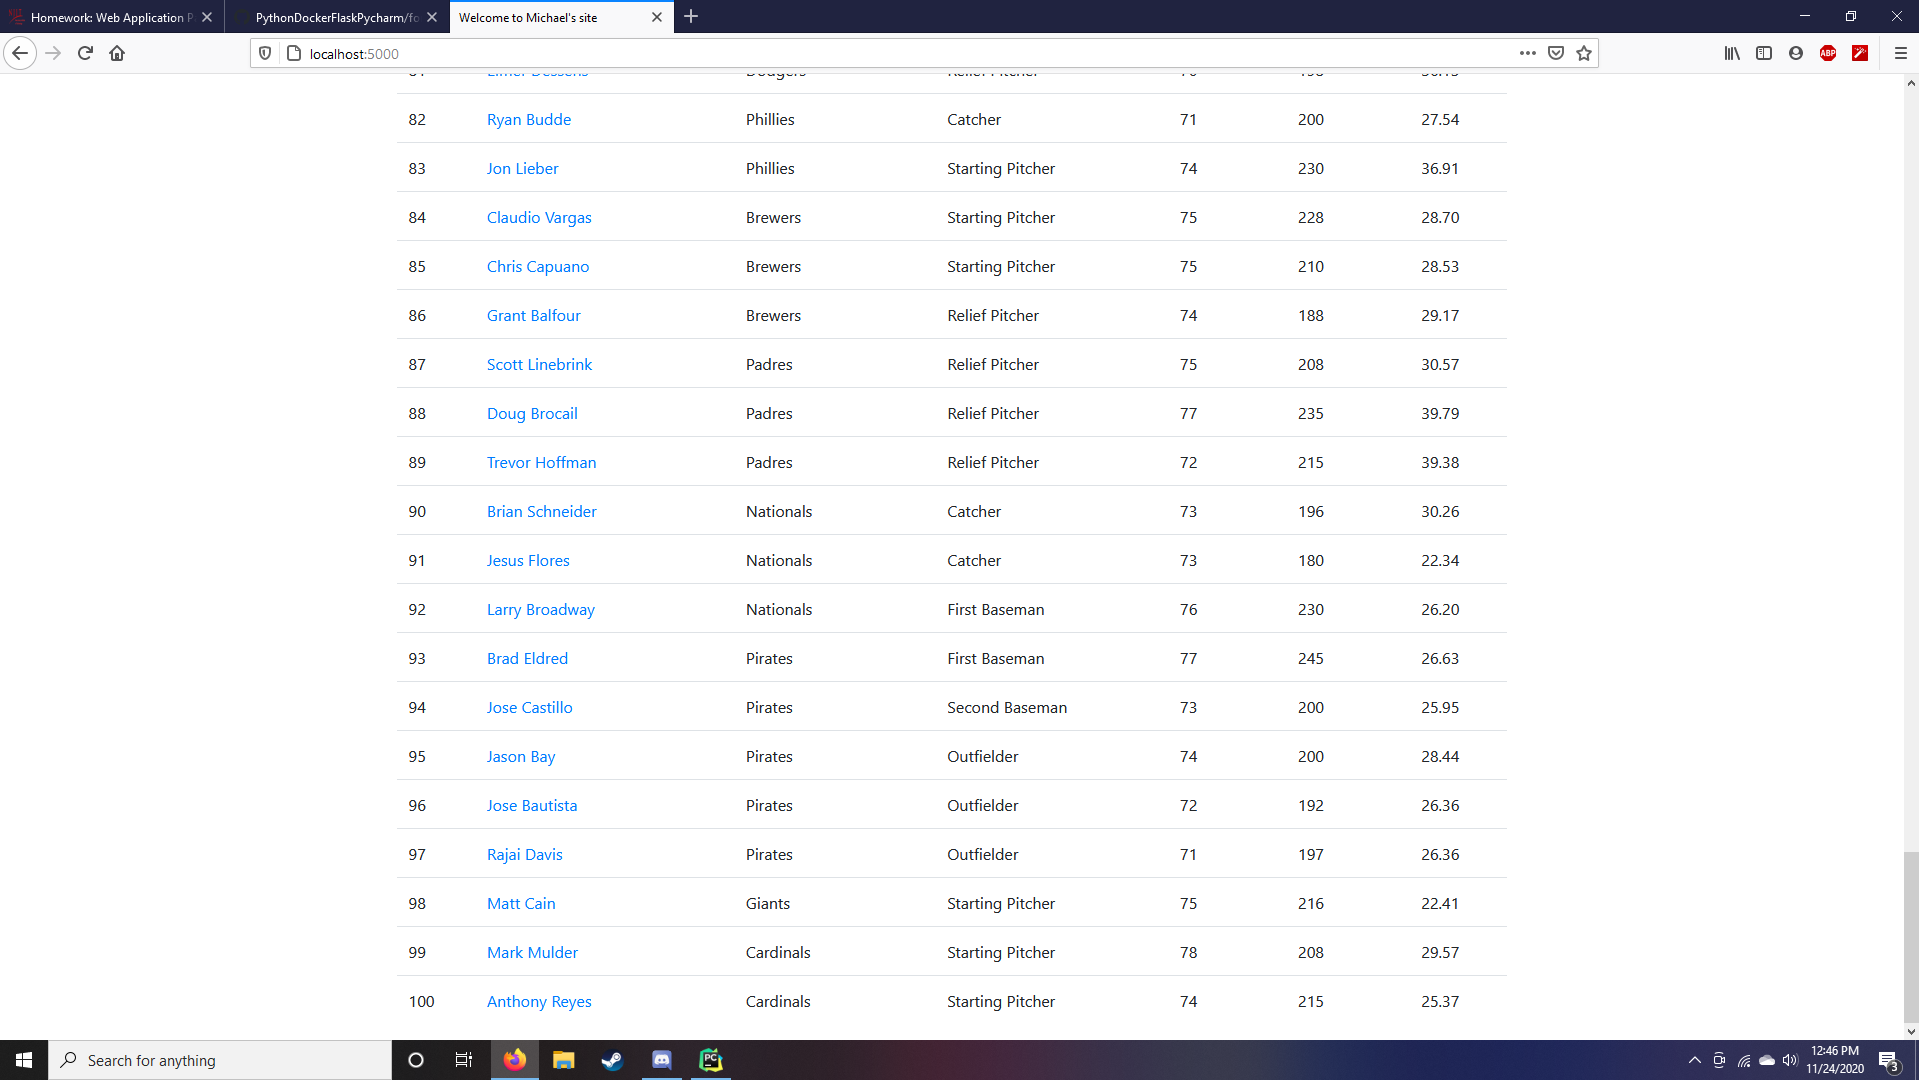 Homework: Web Application P
PythonDockerFlaskPycharm/fo
Welcome to Michael's site
localhost:5000
ABP
82 Ryan Budde Phillies Catcher 71 200 27.54
83 Jon Lieber Phillies Starting Pitcher 74 230 36.91
84 Claudio Vargas Brewers Starting Pitcher 75 228 28.70
85 Chris Capuano Brewers Starting Pitcher 75 210 28.53
86 Grant Balfour Brewers Relief Pitcher 74 188 29.17
87 Scott Linebrink Padres Relief Pitcher 75 208 30.57
88 Doug Brocail Padres Relief Pitcher 77 235 39.79
89 Trevor Hoffman Padres Relief Pitcher 72 215 39.38
90 Brian Schneider Nationals Catcher 73 196 30.26
91 Jesus Flores Nationals Catcher 73 180 22.34
92 Larry Broadway Nationals First Baseman 76 230 26.20
93 Brad Eldred Pirates First Baseman 77 245 26.63
94 Jose Castillo Pirates Second Baseman 73 200 25.95
95 Jason Bay Pirates Outfielder 74 200 28.44
96 Jose Bautista Pirates Outfielder 72 192 26.36
97 Rajai Davis Pirates Outfielder 71 197 26.36
98 Matt Cain Giants Starting Pitcher 75 216 22.41
99 Mark Mulder Cardinals Starting Pitcher 78 208 29.57
100 Anthony Reyes Cardinals Starting Pitcher 74 215 25.37
Search for anything
PC
12:46 PM
11/24/2020
3